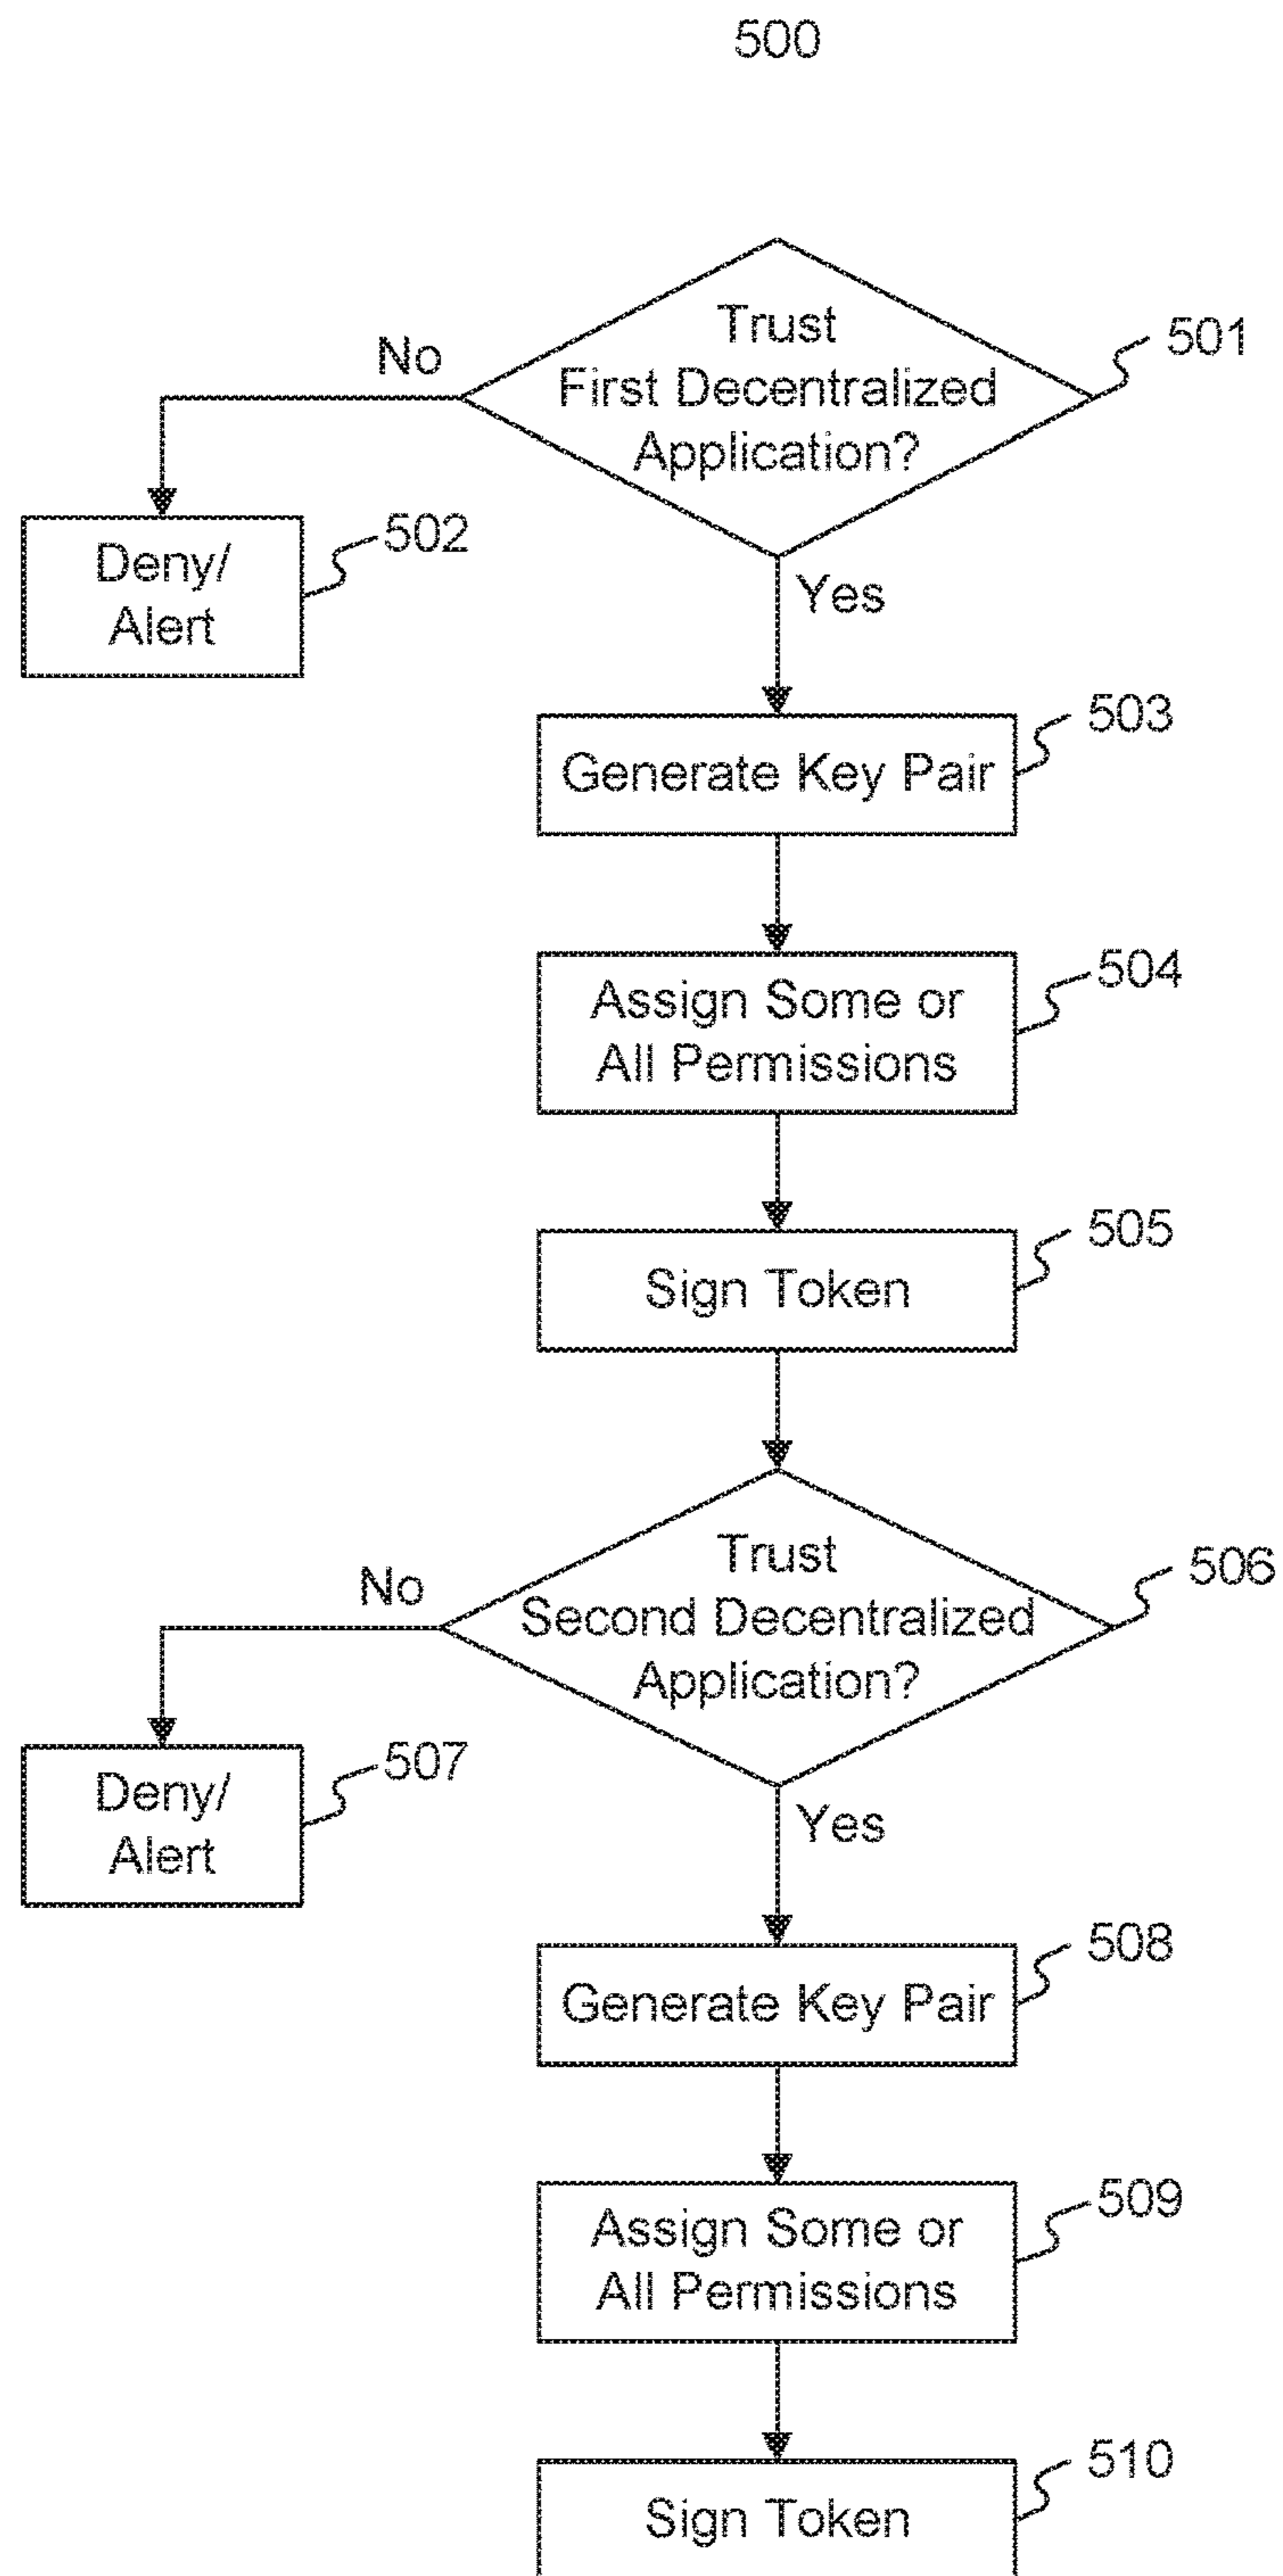 500
Trust
First Decentralized
Application?
501
No
Deny/
Alert
502
Yes
503
Generate Key Pair
504
Assign Some or
All Permissions
505
Sign Token
Trust
Second Decentralized
Application?
506
No
Deny/
Alert
507
Yes
508
Generate Key Pair
509
Assign Some or
All Permissions
510
Sign Token